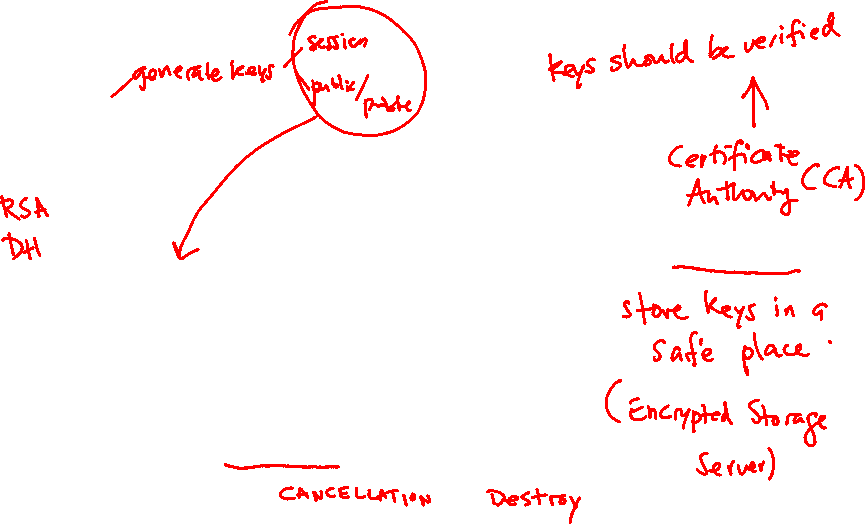 session
generate keys
public/
private
keys should be verified
Certificate
Authority (CA)
RSA
DH
store keys in a
safe place.
(Encrypted Storage
Server)
CANCELLATION Destroy